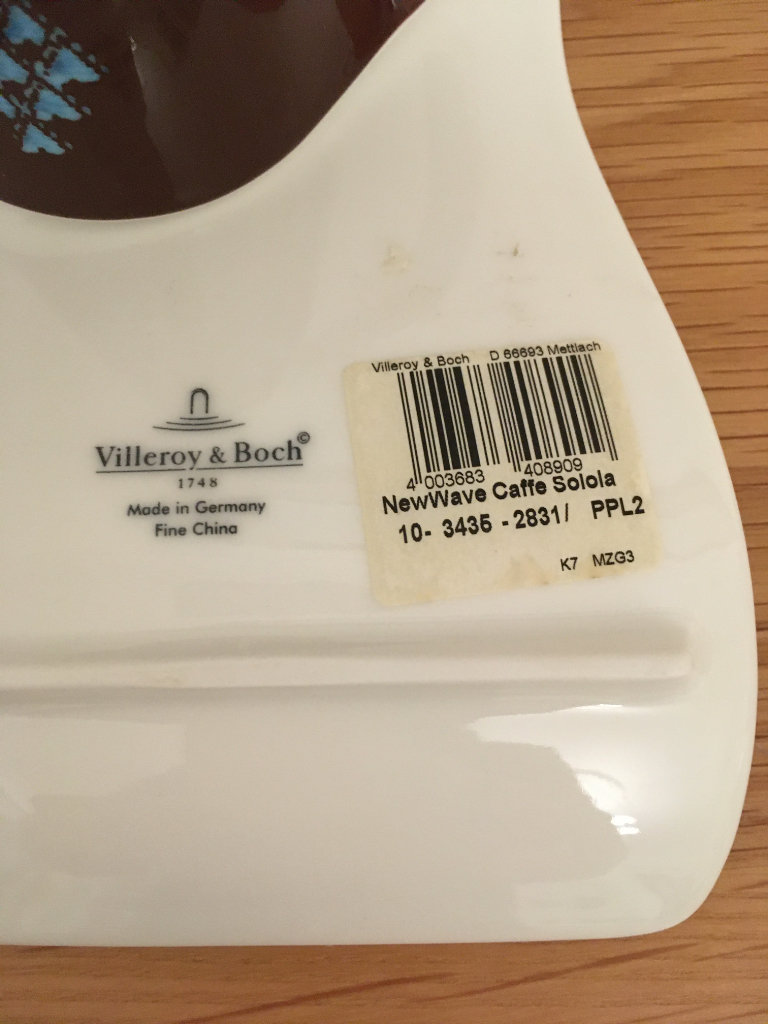 Villeroy & Boch D 66693 Mettlach
4 003683 408909
NewWave Caffe Solola
10- 3435 -2831/ PPL2
K7 MZG3
Villeroy & Boch©
1748
Made in Germany
Fine China